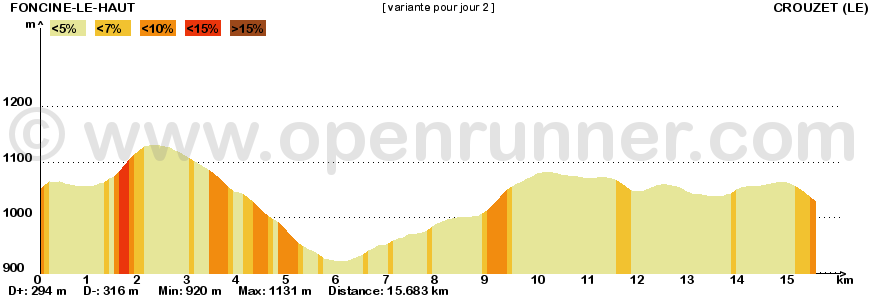 FONCINE-LE-HAUT [ variante pour jour 2 ] CROUZET (LE)
m <5% <7% <10% <15% >15%
1200
© www.openrunner.com
1100
1000
900
0 1 2 3 4 5 6 7 8 9 10 11 12 13 14 15 km
D+: 294 m D-: 316 m Min: 920 m Max: 1131 m Distance: 15.683 km